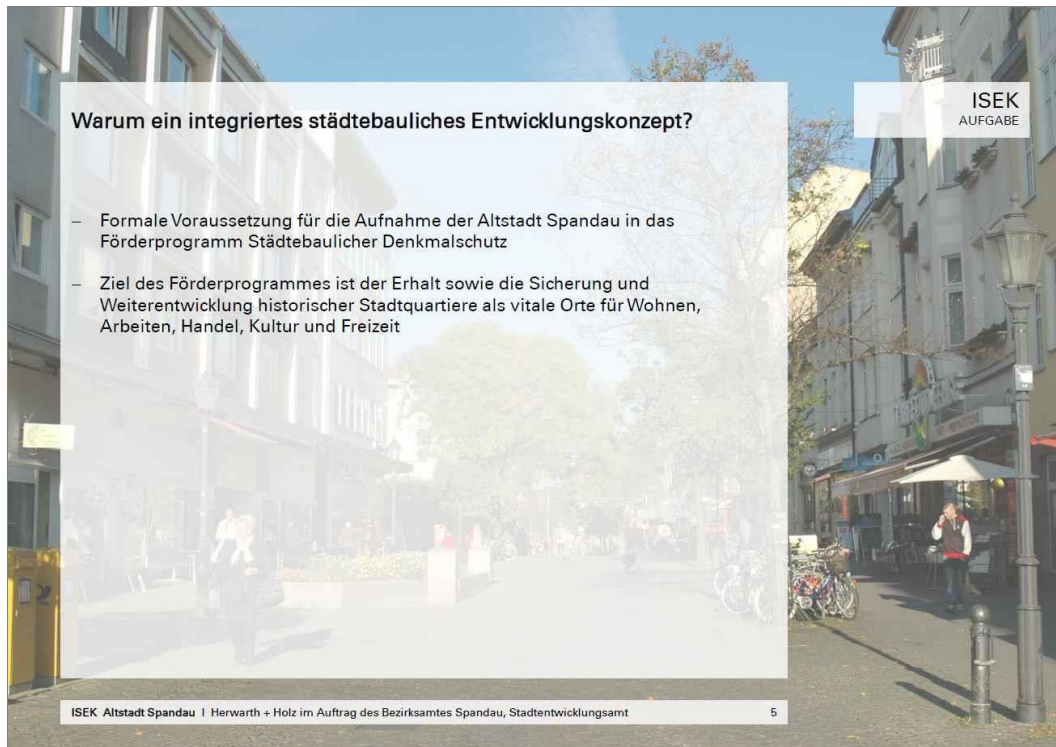 Warum ein integriertes städtebauliches Entwicklungskonzept?
ISEK
AUFGABE
– Formale Voraussetzung für die Aufnahme der Altstadt Spandau in das
Förderprogramm Städtebaulicher Denkmalschutz
– Ziel des Förderprogrammes ist der Erhalt sowie die Sicherung und
Weiterentwicklung historischer Stadtquartiere als vitale Orte für Wohnen,
Arbeiten, Handel, Kultur und Freizeit
ISEK Altstadt Spandau I Herwarth + Holz im Auftrag des Bezirksamtes Spandau, Stadtentwicklungsamt 5